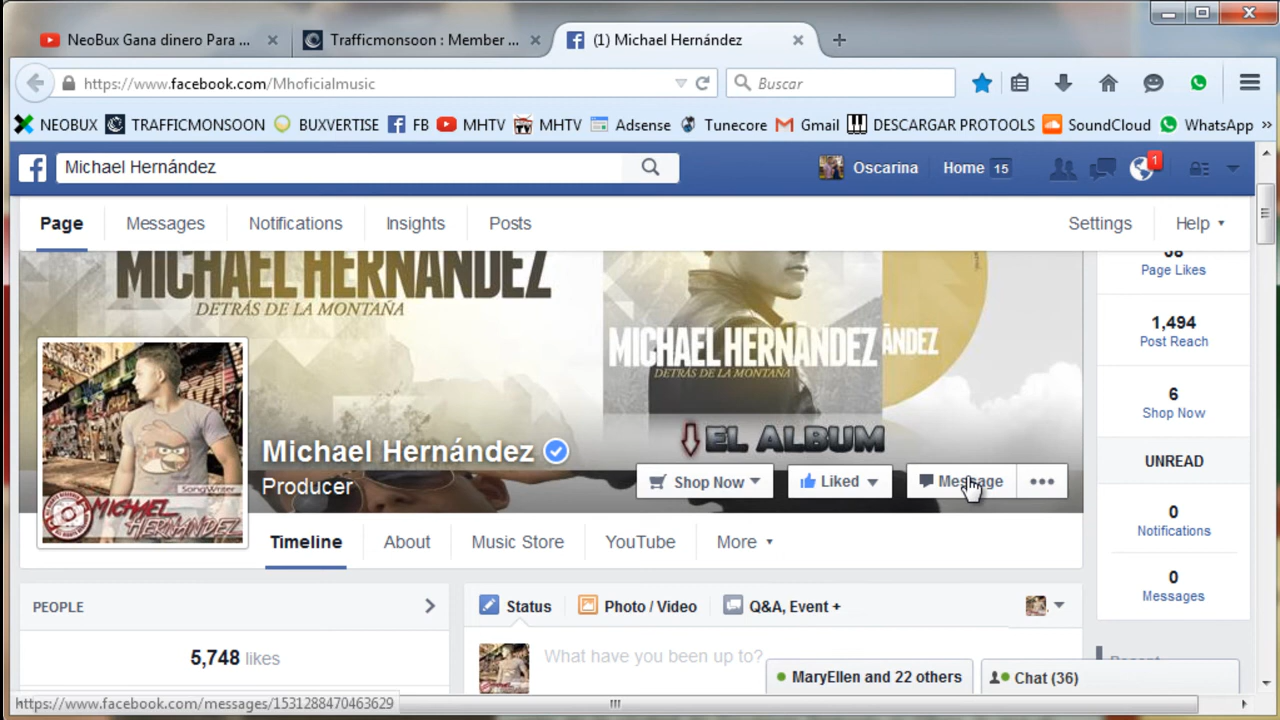 NeoBux Gana dinero Para ...
Trafficmonsoon : Member ...
(1) Michael Hernández
https://www.facebook.com/Mhoficialmusic
Buscar
NEOBUX
TRAFFICMONSOON
BUXVERTISE
FB
MHTV
MHTV
Adsense
Tunecore
Gmail
DESCARGAR PROTOOLS
SoundCloud
WhatsApp
Michael Hernández
Oscarina
Home 15
1
Page
Messages
Notifications
Insights
Posts
Settings
Help
MICHAEL HERNÁNDEZ
DETRÁS DE LA MONTAÑA
MICHAEL HERNÁNDEZ
DETRÁS DE LA MONTAÑA
EL ALBUM
Page Likes
1,494
Post Reach
6
Shop Now
UNREAD
0
Notifications
0
Messages
SongWriter
MICHAEL
HERNANDEZ
Michael Hernández
Producer
Shop Now
Liked
Message
Timeline
About
Music Store
YouTube
More
PEOPLE
5,748 likes
Status
Photo / Video
Q&A, Event +
What have you been up to?
MaryEllen and 22 others
Chat (36)
https://www.facebook.com/messages/1531288470463629